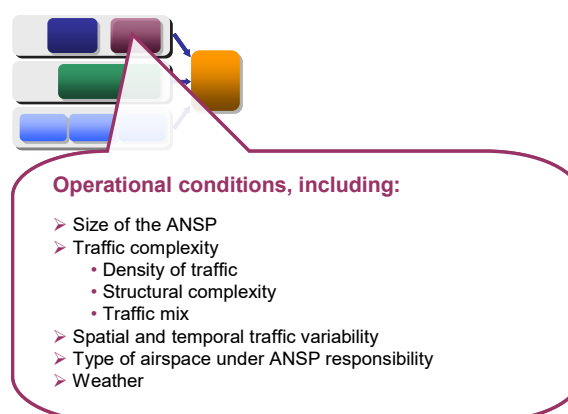 Operational conditions, including:
➢ Size of the ANSP
➢ Traffic complexity
• Density of traffic
• Structural complexity
• Traffic mix
➢ Spatial and temporal traffic variability
➢ Type of airspace under ANSP responsibility
➢ Weather